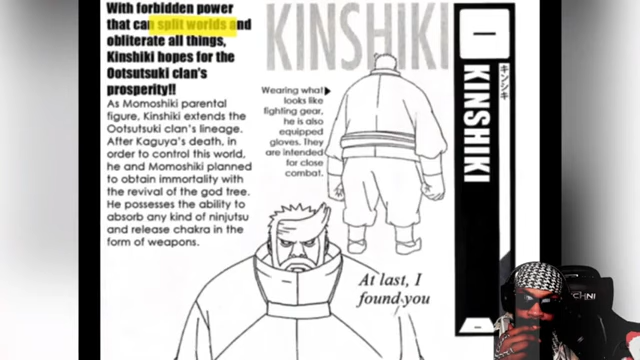 With forbidden power
that can split worlds and
obliterate all things,
Kinshiki hopes for the
Ootsutsuki clan's
prosperity!!
As Momoshiki parental
figure, Kinshiki extends the
Ootsutsuki clan's lineage.
After Kaguya's death, in
order to control this world,
he and Momoshiki planned
to obtain immortality with
the revival of the god tree.
He possesses the ability to
absorb any kind of ninjutsu
and release chakra in the
form of weapons.
KINSHIKI
Wearing what
looks like
fighting gear,
he is also
equipped
gloves. They
are intended
for close
combat.
At last, I
found you
キンシキ
KINSHIKI